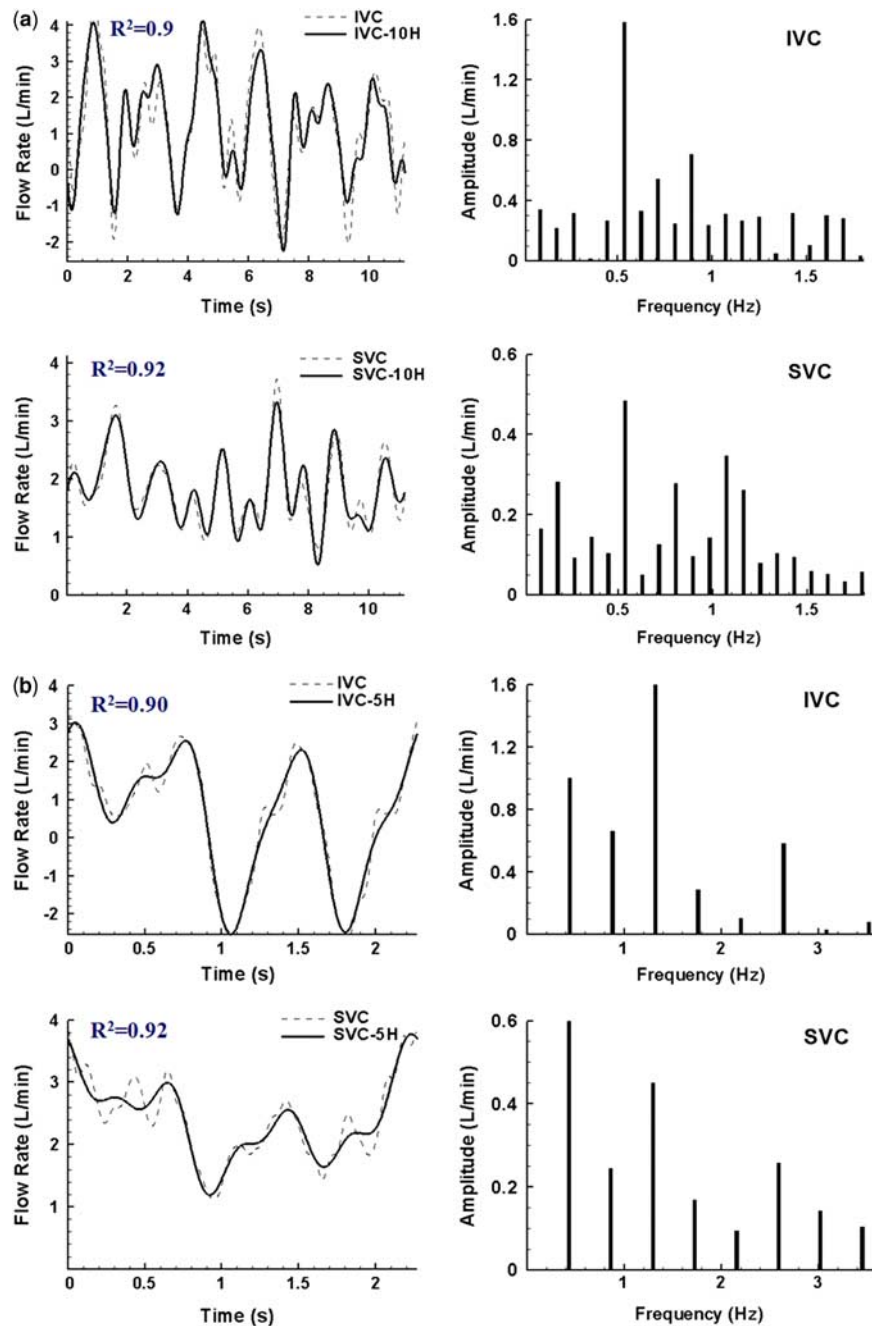 (a)
R²=0.9
IVC
IVC-10H
4
3
2
1
0
-1
-2
Flow Rate (L/min)
0 2 4 6 8 10
Time (s)
IVC
1.6
1.2
0.8
0.4
0
Amplitude (L/min)
0.5 1 1.5
Frequency (Hz)
R²=0.92
SVC
SVC-10H
4
3
2
1
0
Flow Rate (L/min)
2 4 6 8 10
Time (s)
SVC
0.6
0.4
0.2
0
Amplitude (L/min)
0.5 1 1.5
Frequency (Hz)
(b)
R²=0.90
IVC
IVC-5H
4
3
2
1
0
-1
-2
Flow Rate (L/min)
0 0.5 1 1.5 2
Time (s)
IVC
1.6
1.2
0.8
0.4
0
Amplitude (L/min)
1 2 3
Frequency (Hz)
R²=0.92
SVC
SVC-5H
4
3
2
1
Flow Rate (L/min)
0 0.5 1 1.5 2
Time (s)
SVC
0.6
0.4
0.2
0
Amplitude (L/min)
1 2 3
Frequency (Hz)